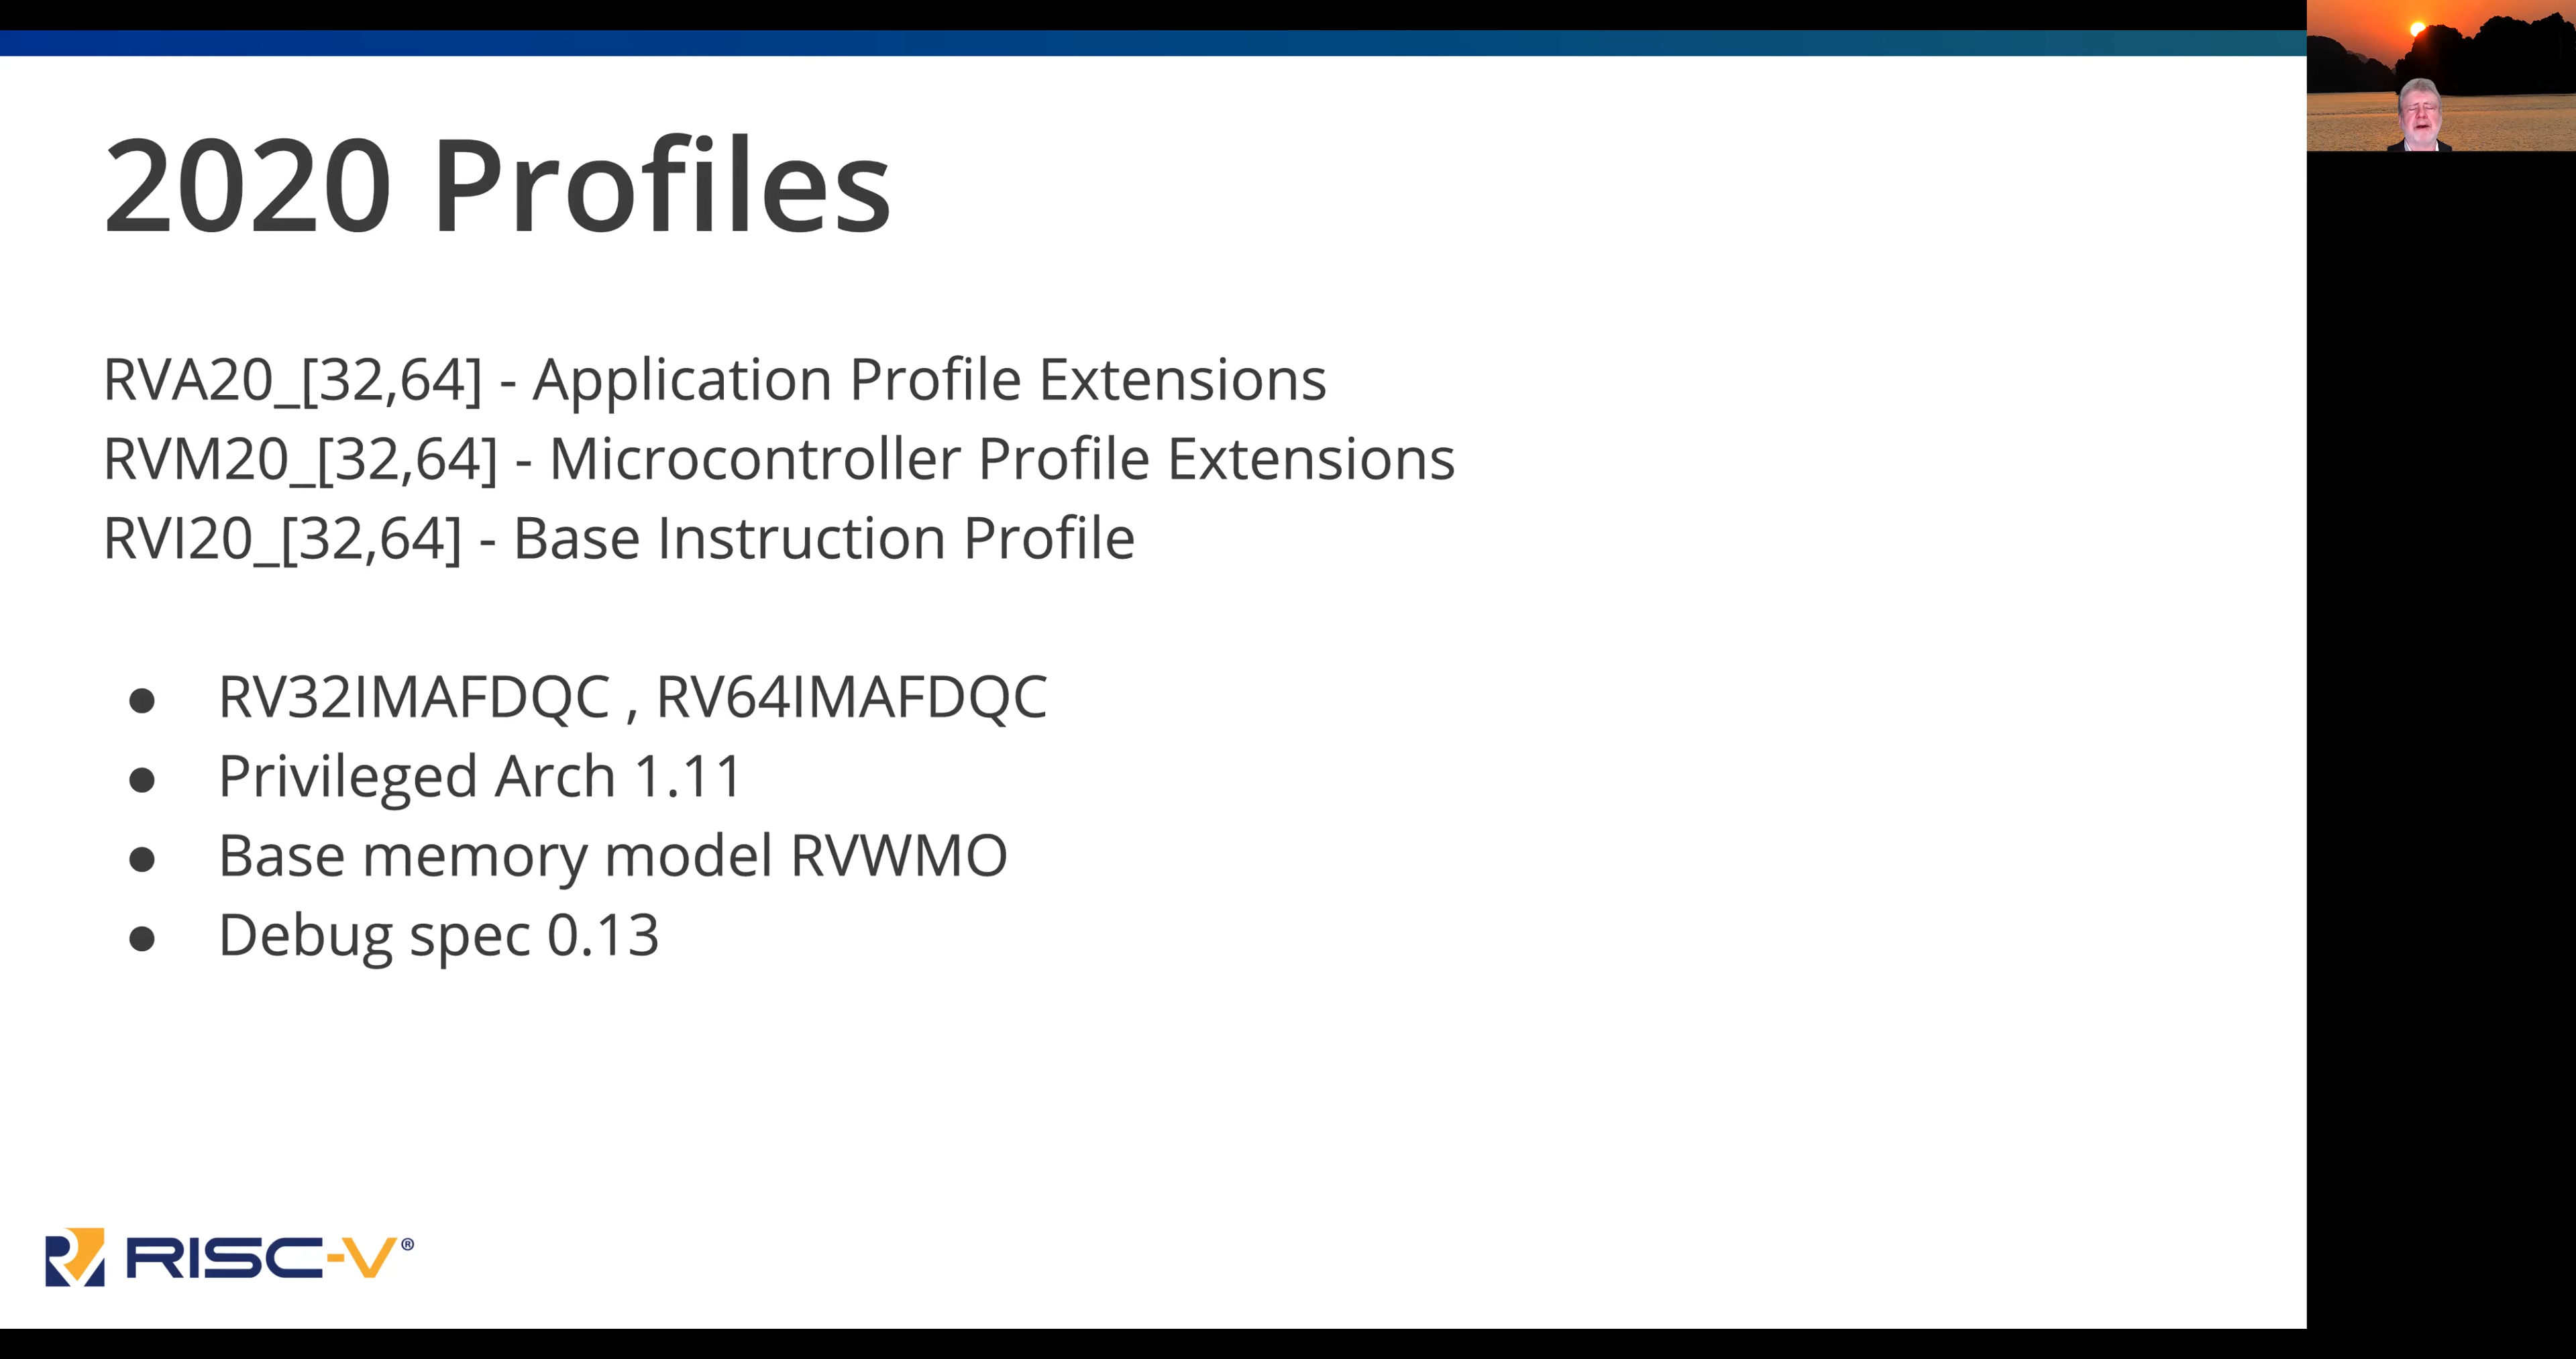 2020 Profiles
RVA20_[32,64] - Application Profile Extensions
RVM20_[32,64] - Microcontroller Profile Extensions
RVI20_[32,64] - Base Instruction Profile
● RV32IMAFDQC , RV64IMAFDQC
● Privileged Arch 1.11
● Base memory model RVWMO
● Debug spec 0.13
RISC-V®